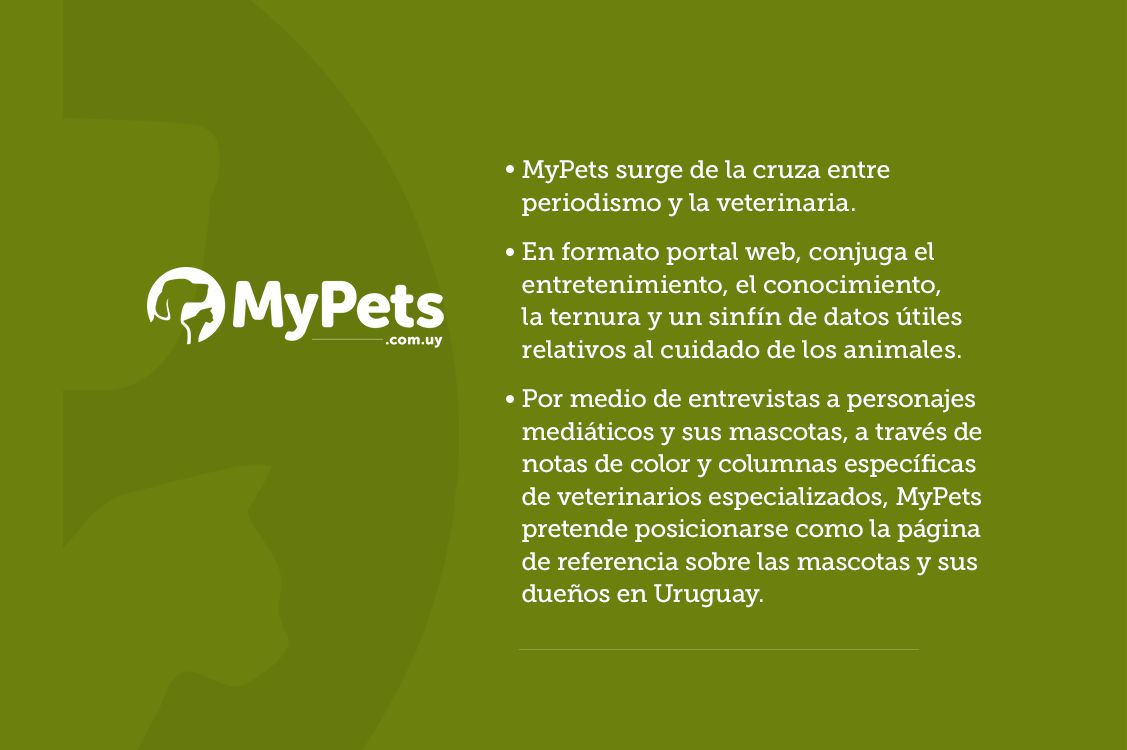 MyPets
.com.uy
• MyPets surge de la cruza entre
periodismo y la veterinaria.
• En formato portal web, conjuga el
entretenimiento, el conocimiento,
la ternura y un sinfín de datos útiles
relativos al cuidado de los animales.
• Por medio de entrevistas a personajes
mediáticos y sus mascotas, a través de
notas de color y columnas específicas
de veterinarios especializados, MyPets
pretende posicionarse como la página
de referencia sobre las mascotas y sus
dueños en Uruguay.